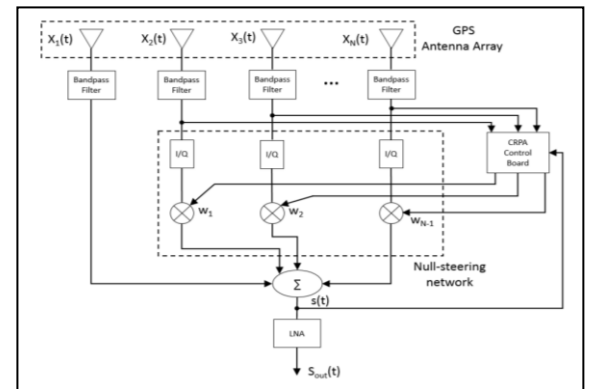 X1(t) X2(t) X3(t) XN(t) GPS
Antenna Array
Bandpass Filter
Bandpass Filter
Bandpass Filter
...
Bandpass Filter
CRPA
Control
Board
I/Q I/Q I/Q
w1 w2 wN-1
Null-steering
network
Σ
s(t)
LNA
Sout(t)